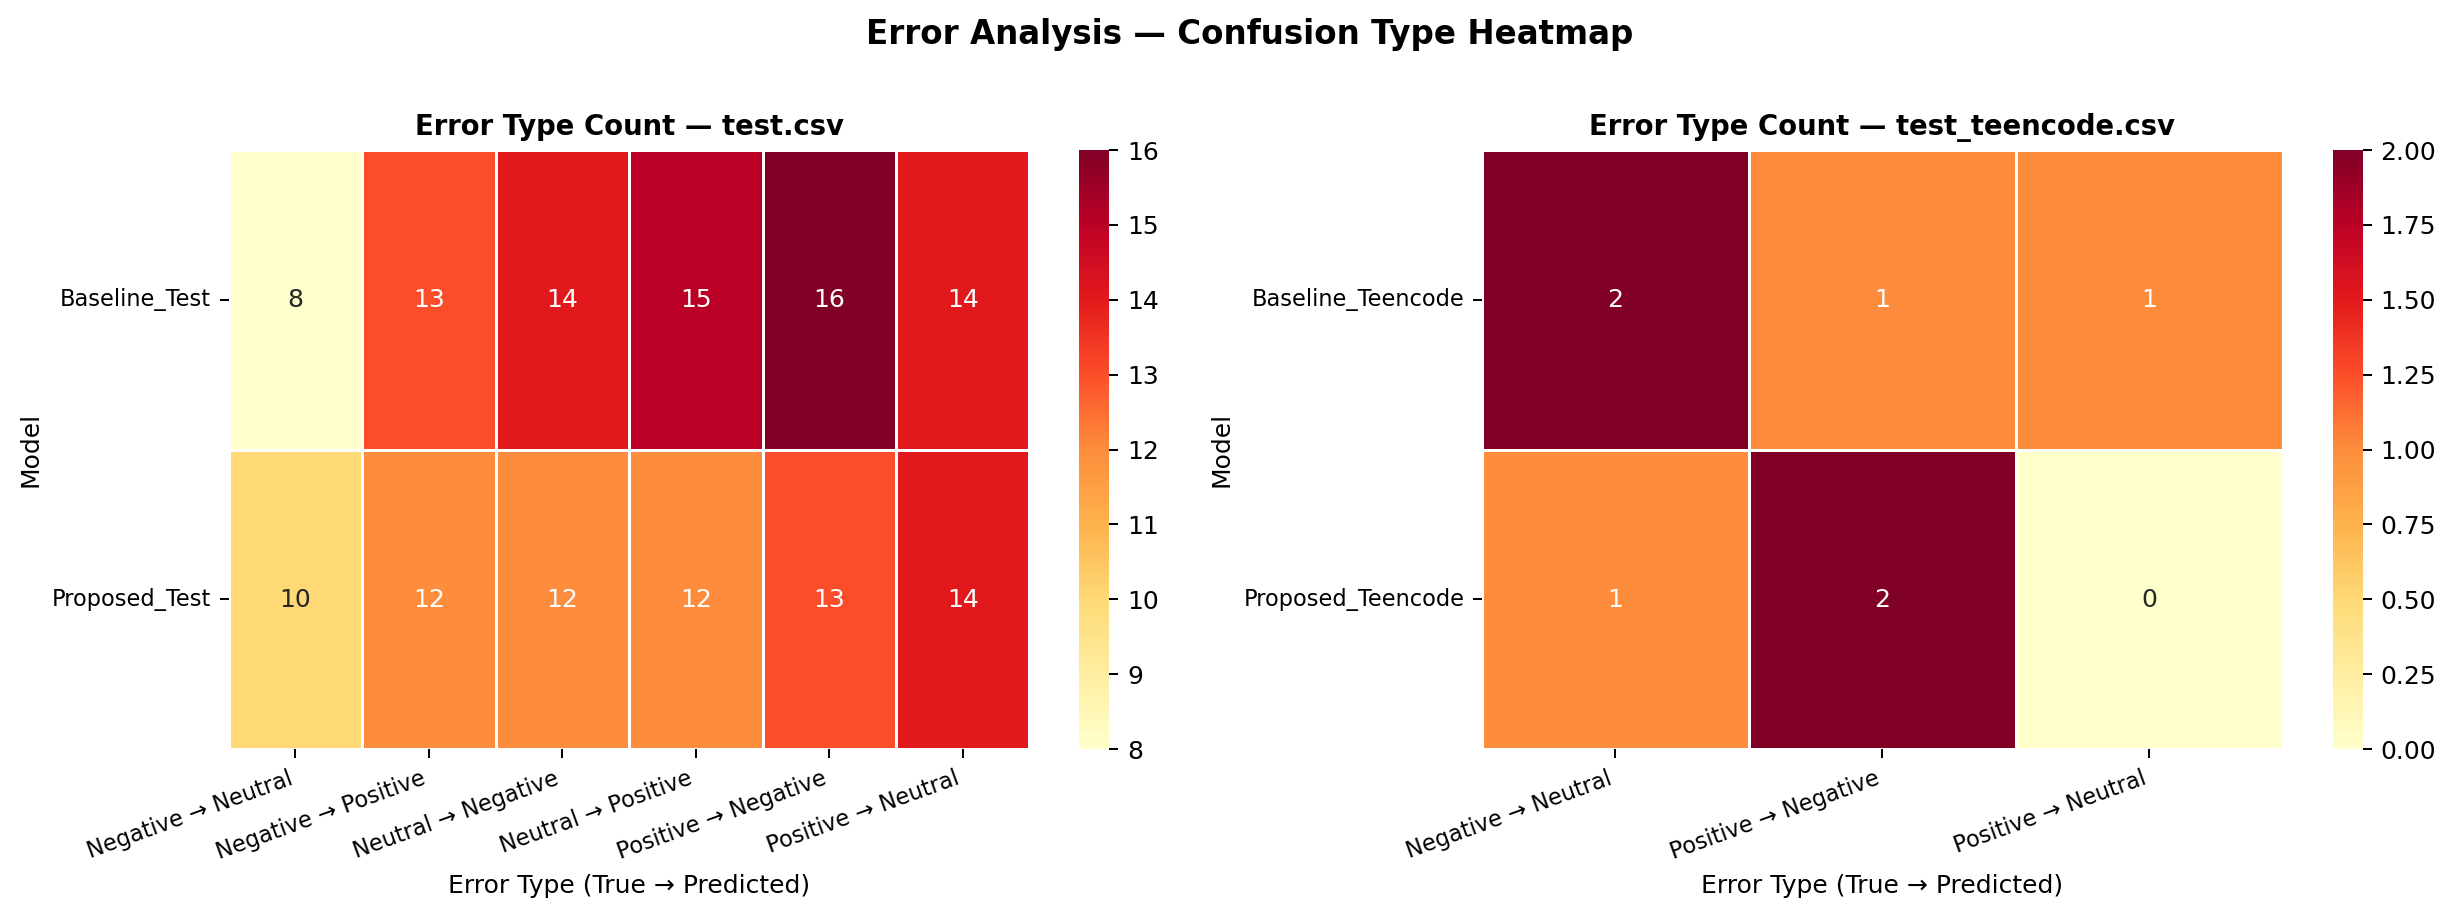 Error Analysis — Confusion Type Heatmap
Error Type Count — test.csv
Model
Baseline_Test
Proposed_Test
8 13 14 15 16 14
10 12 12 12 13 14
Negative → Neutral
Negative → Positive
Neutral → Negative
Neutral → Positive
Positive → Negative
Positive → Neutral
Error Type (True → Predicted)
16
15
14
13
12
11
10
9
8
Error Type Count — test_teencode.csv
Model
Baseline_Teencode
Proposed_Teencode
2 1 1
1 2 0
Negative → Neutral
Positive → Negative
Positive → Neutral
Error Type (True → Predicted)
2.00
1.75
1.50
1.25
1.00
0.75
0.50
0.25
0.00